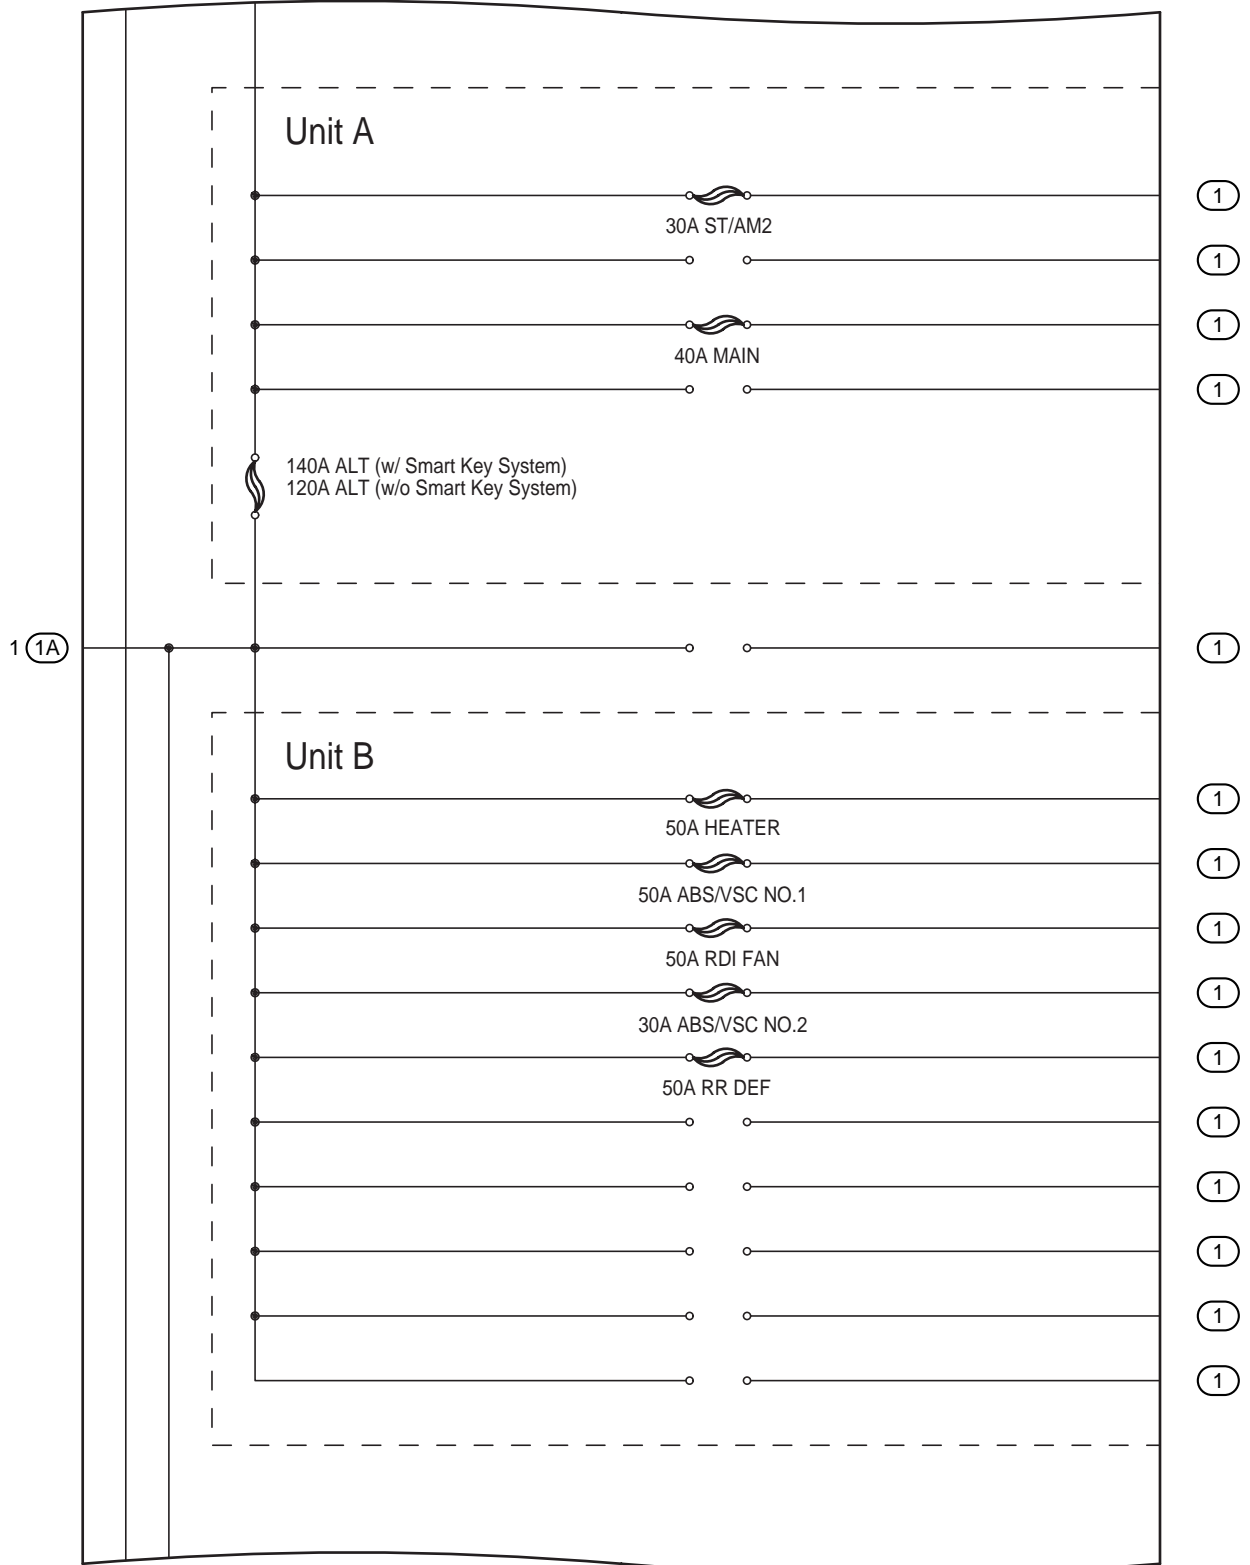 Unit A
1
30A ST/AM2
1
1
40A MAIN
1
140A ALT (w/ Smart Key System)
120A ALT (w/o Smart Key System)
1 1A
1
Unit B
1
50A HEATER
1
50A ABS/VSC NO.1
1
50A RDI FAN
1
30A ABS/VSC NO.2
1
50A RR DEF
1
1
1
1
1